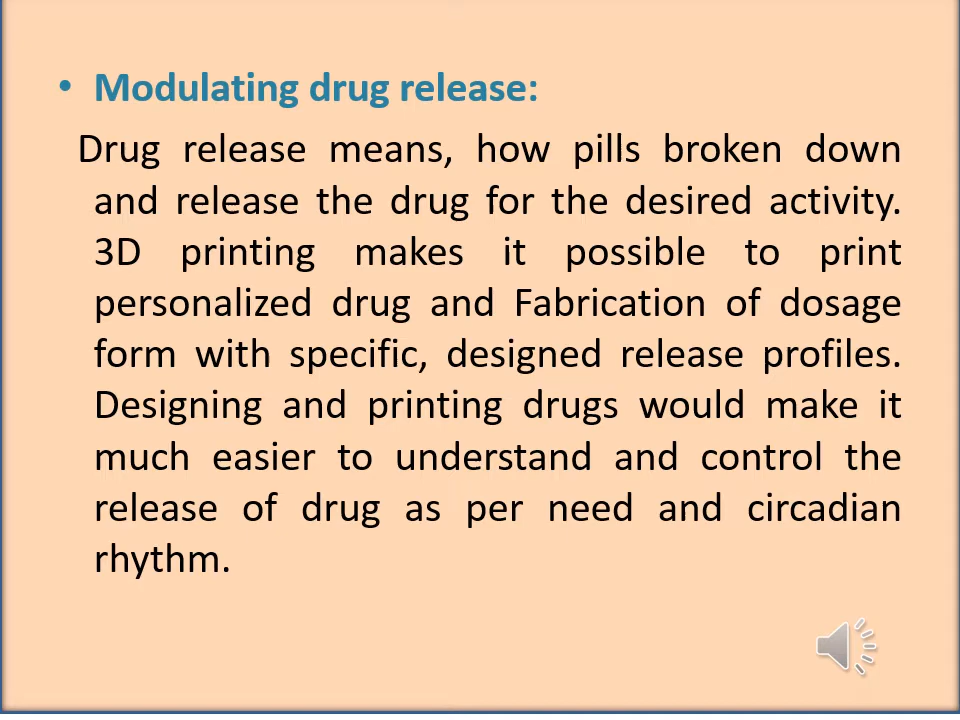 • Modulating drug release:
Drug release means, how pills broken down
and release the drug for the desired activity.
3D printing makes it possible to print
personalized drug and Fabrication of dosage
form with specific, designed release profiles.
Designing and printing drugs would make it
much easier to understand and control the
release of drug as per need and circadian
rhythm.